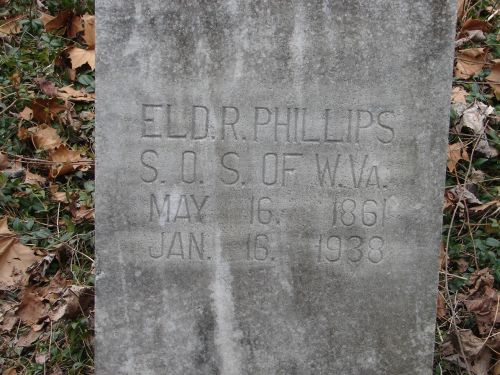 ELD. R. PHILLIPS
S. O. S. OF W. VA.
MAY 16. 1861
JAN. 16. 1938